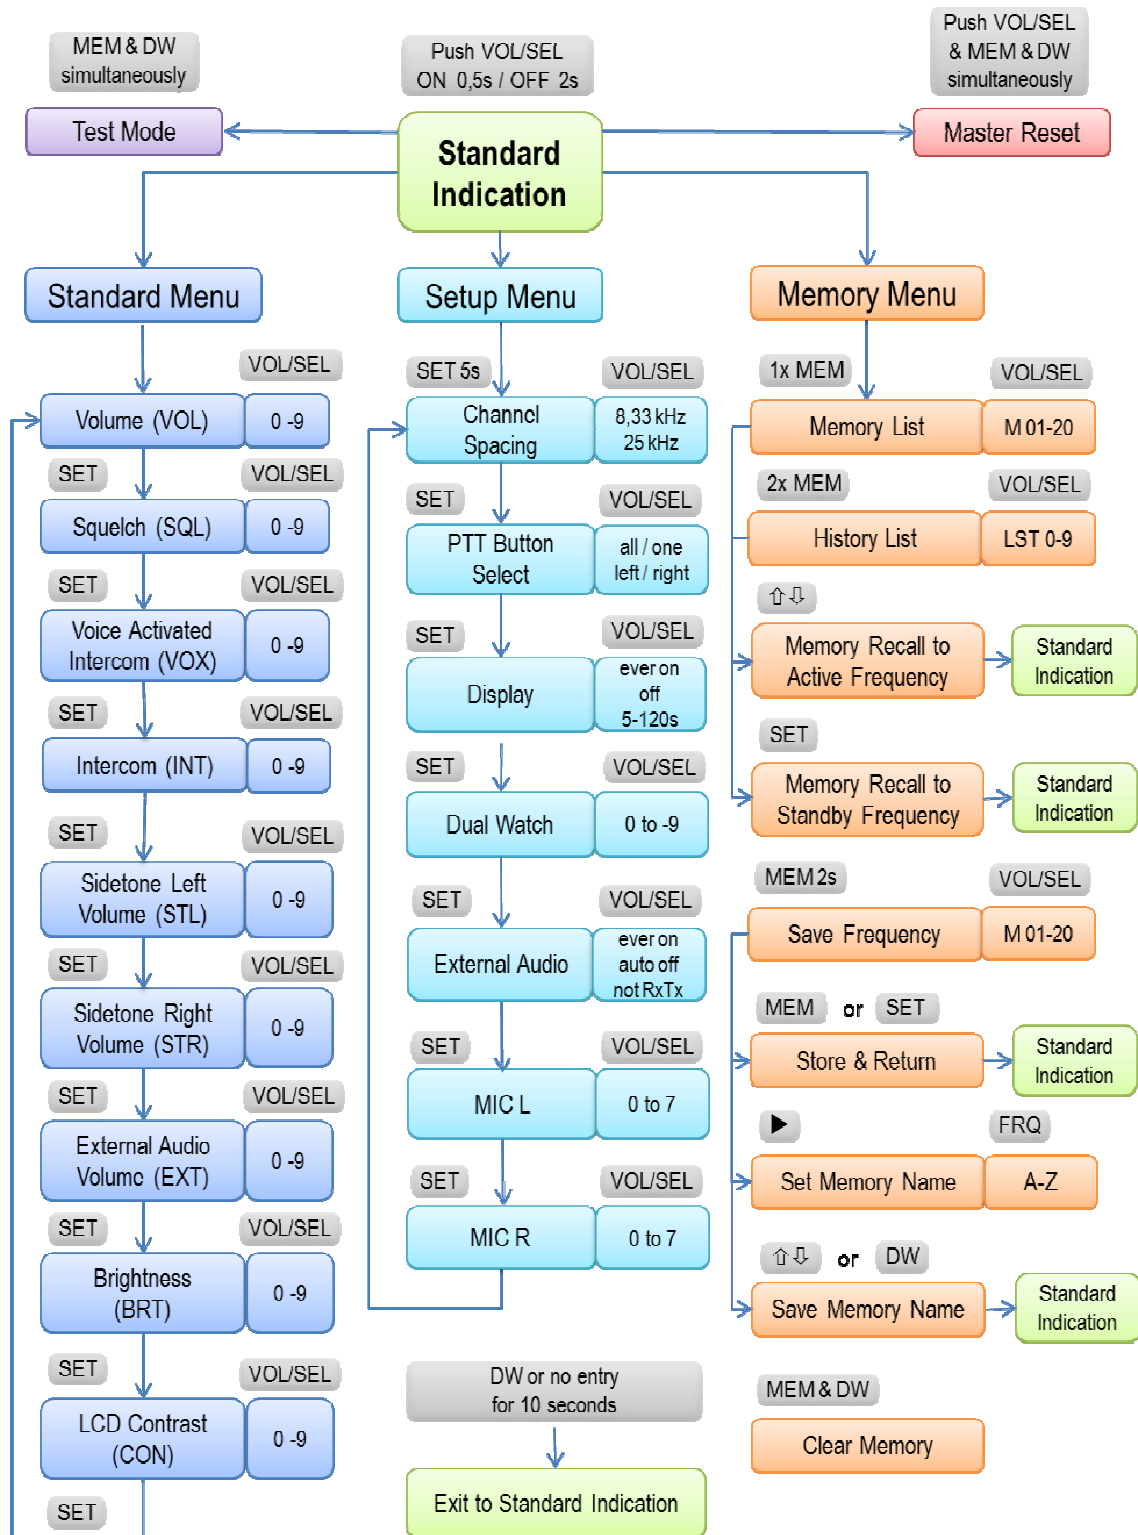 MEM & DW
simultaneously
Push VOL/SEL
ON 0,5s / OFF 2s
Push VOL/SEL
& MEM & DW
simultaneously
Test Mode
Standard
Indication
Master Reset
Standard Menu
Setup Menu
Memory Menu
VOL/SEL
Volume (VOL)
0 -9
SET
VOL/SEL
Squelch (SQL)
0 -9
SET
VOL/SEL
Voice Activated
Intercom (VOX)
0 -9
SET
VOL/SEL
Intercom (INT)
0 -9
SET
VOL/SEL
Sidetone Left
Volume (STL)
0 -9
SET
VOL/SEL
Sidetone Right
Volume (STR)
0 -9
SET
VOL/SEL
External Audio
Volume (EXT)
0 -9
SET
VOL/SEL
Brightness
(BRT)
0 -9
SET
VOL/SEL
LCD Contrast
(CON)
0 -9
SET
SET 5s
VOL/SEL
Channel
Spacing
8,33 kHz
25 kHz
SET
VOL/SEL
PTT Button
Select
all / one
left / right
SET
VOL/SEL
Display
ever on
off
5-120s
SET
VOL/SEL
Dual Watch
0 to -9
SET
VOL/SEL
External Audio
ever on
auto off
not RxTx
SET
VOL/SEL
MIC L
0 to 7
SET
VOL/SEL
MIC R
0 to 7
DW or no entry
for 10 seconds
Exit to Standard Indication
1x MEM
VOL/SEL
Memory List
M 01-20
2x MEM
VOL/SEL
History List
LST 0-9
⇧⇩
Memory Recall to
Active Frequency
Standard
Indication
SET
Memory Recall to
Standby Frequency
Standard
Indication
MEM 2s
VOL/SEL
Save Frequency
M 01-20
MEM or SET
Store & Return
Standard
Indication
▶
FRQ
Set Memory Name
A-Z
⇧⇩ or DW
Save Memory Name
Standard
Indication
MEM & DW
Clear Memory